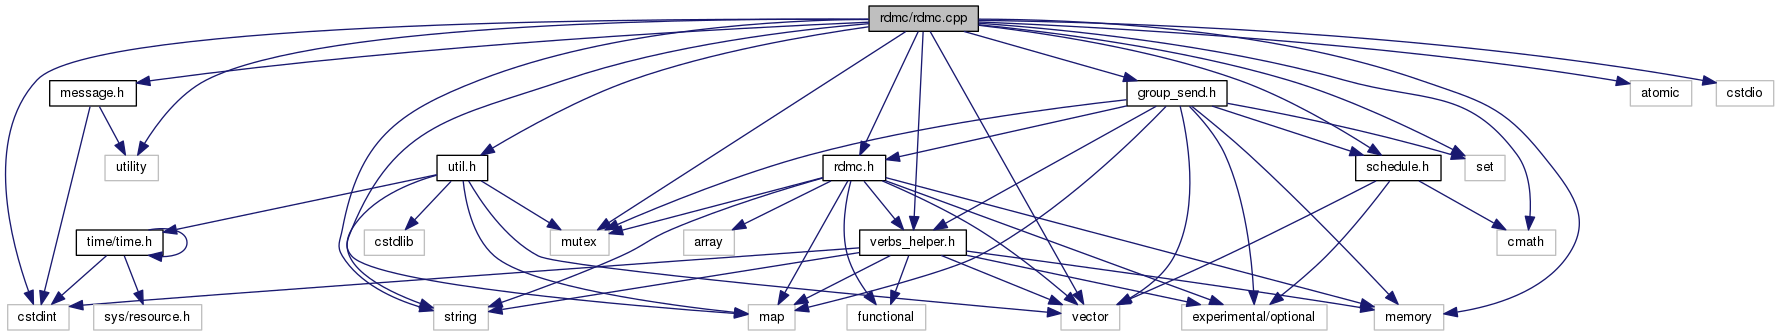 rdmc/rdmc.cpp
message.h
group_send.h
atomic
cstdio
utility
util.h
rdmc.h
schedule.h
set
time/time.h
cstdlib
mutex
array
verbs_helper.h
cmath
cstdint
sys/resource.h
string
map
functional
vector
experimental/optional
memory